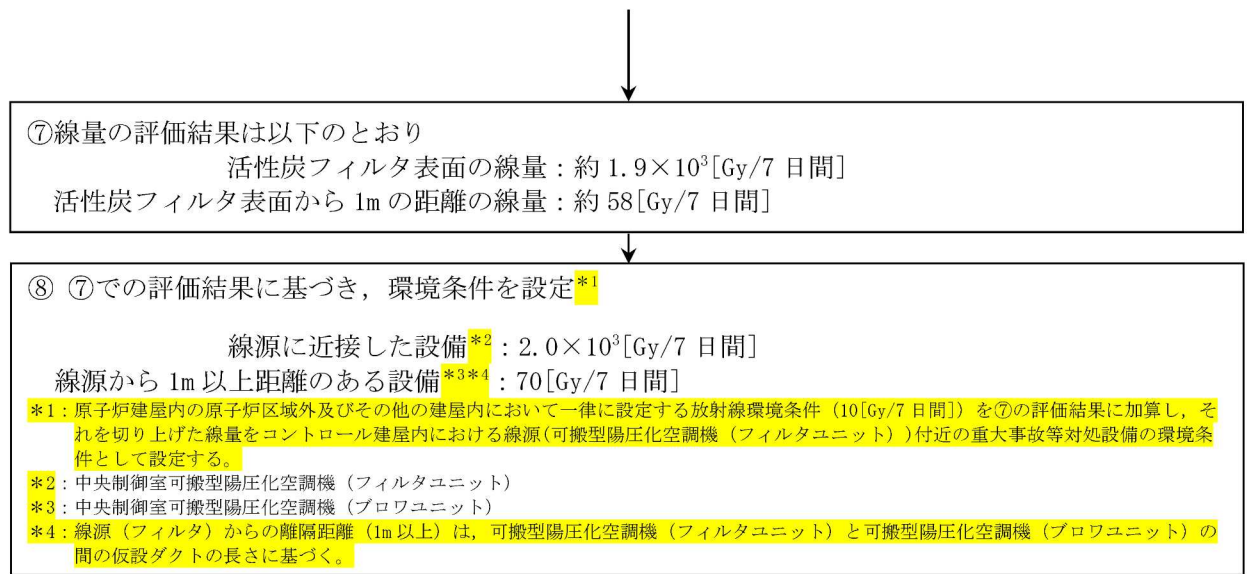 ⑦線量の評価結果は以下のとおり
活性炭フィルタ表面の線量：約 1.9×10³[Gy/7 日間]
活性炭フィルタ表面から 1m の距離の線量：約 58[Gy/7 日間]
⑧ ⑦での評価結果に基づき，環境条件を設定*1
線源に近接した設備*2：2.0×10³[Gy/7 日間]
線源から 1m 以上距離のある設備*3*4：70[Gy/7 日間]
*1：原子炉建屋内の原子炉区域外及びその他の建屋内において一律に設定する放射線環境条件（10[Gy/7 日間]）を⑦の評価結果に加算し，そ
れを切り上げた線量をコントロール建屋内における線源(可搬型陽圧化空調機（フィルタユニット）)付近の重大事故等対処設備の環境条
件として設定する。
*2：中央制御室可搬型陽圧化空調機（フィルタユニット）
*3：中央制御室可搬型陽圧化空調機（ブロワユニット）
*4：線源（フィルタ）からの離隔距離（1m 以上）は，可搬型陽圧化空調機（フィルタユニット）と可搬型陽圧化空調機（ブロワユニット）の
間の仮設ダクトの長さに基づく。